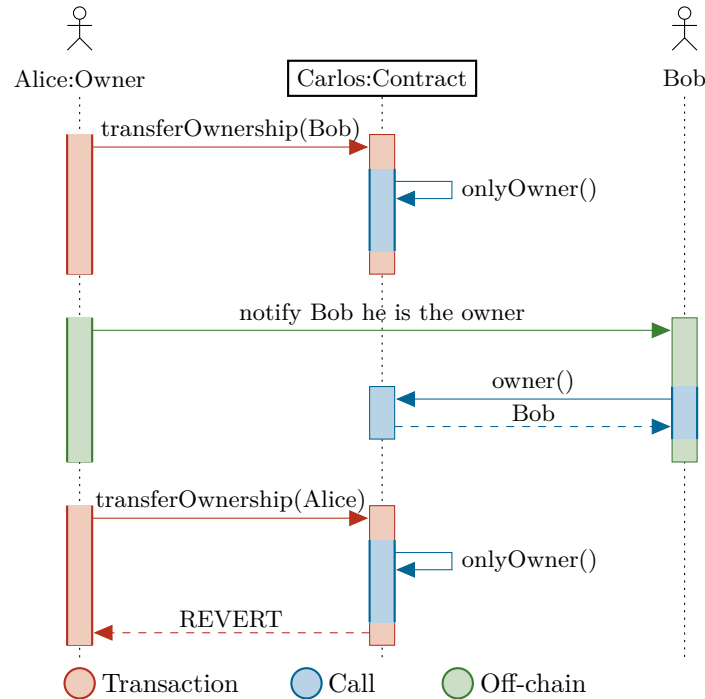 Alice:Owner
Carlos:Contract
Bob
transferOwnership(Bob)
onlyOwner()
notify Bob he is the owner
owner()
Bob
transferOwnership(Alice)
onlyOwner()
REVERT
Transaction
Call
Off-chain